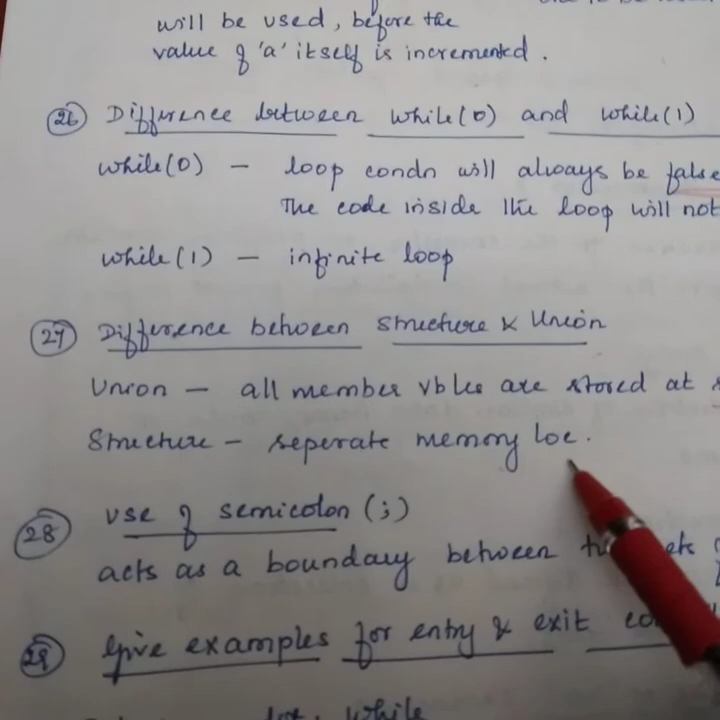 will be used, before the
value of 'a' itself is incremented.
26 Difference between while(0) and while(1)
while(0) - loop condn will always be false
The code inside the loop will not
while(1) - infinite loop
27 Difference between structure & Union
Union - all member vbles are stored at
Structure - seperate memory loc.
28 Use of semicolon (;)
acts as a boundary between
29 Give examples for entry & exit
while